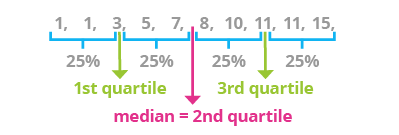 1, 1, 3, 5, 7, 8, 10, 11, 11, 15,
25% 25% 25% 25%
1st quartile 3rd quartile
median = 2nd quartile